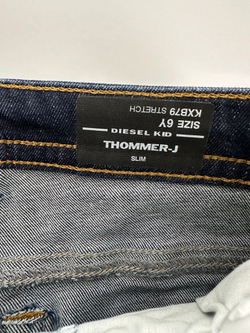 SIZE 6Y
KXB79 STRETCH
DIESEL KID
THOMMER-J
SLIM